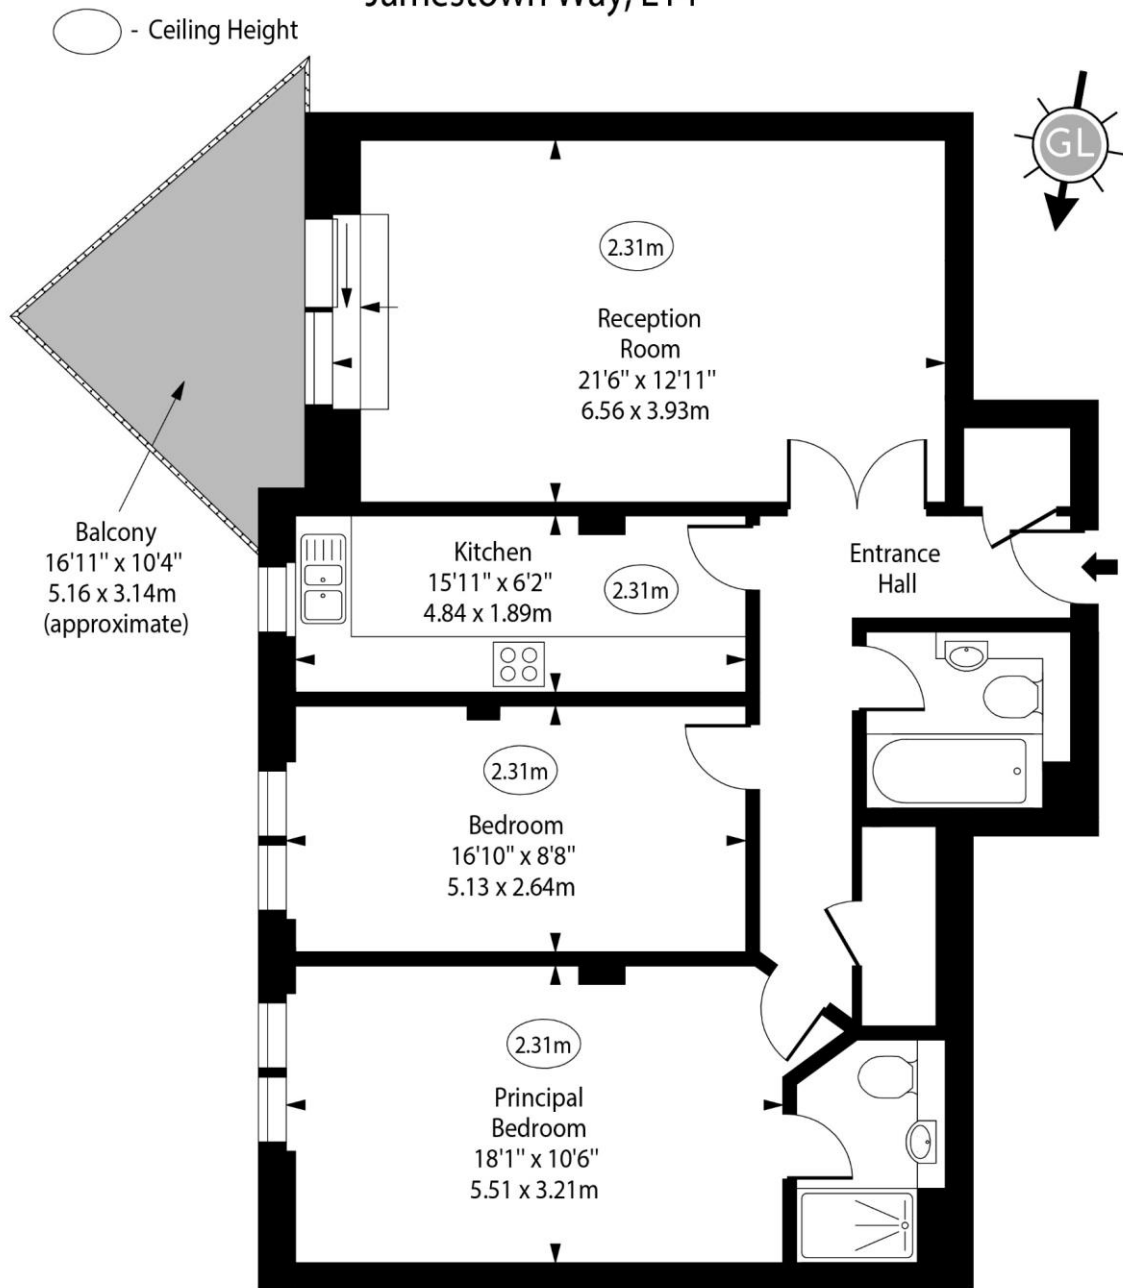 Jamestown Way, E14
- Ceiling Height
GL
2.31m
Reception
Room
21'6" x 12'11"
6.56 x 3.93m
Balcony
16'11" x 10'4"
5.16 x 3.14m
(approximate)
Kitchen
15'11" x 6'2"
4.84 x 1.89m
2.31m
Entrance
Hall
2.31m
Bedroom
16'10" x 8'8"
5.13 x 2.64m
2.31m
Principal
Bedroom
18'1" x 10'6"
5.51 x 3.21m